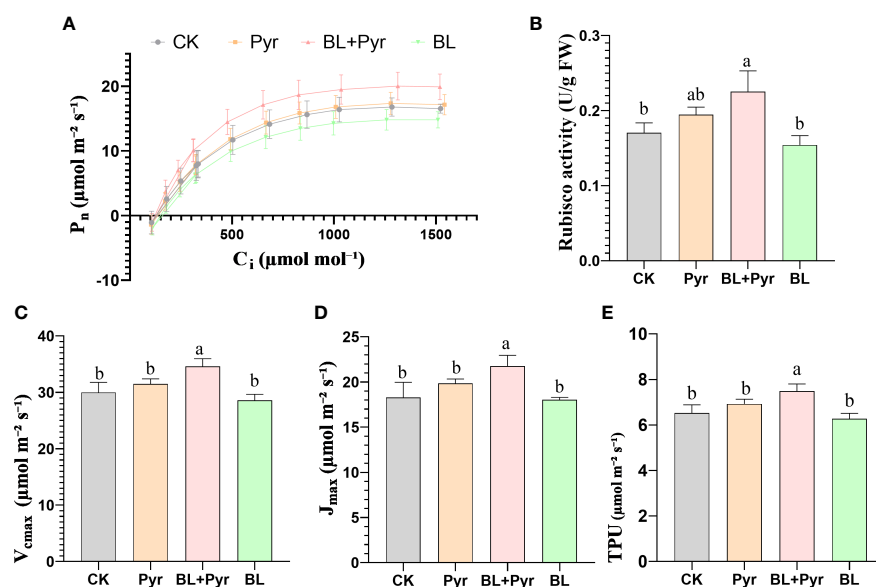 A
CK Pyr BL+Pyr BL
Pₙ (μmol m⁻² s⁻¹)
20
10
0
-10
500 1000 1500
C i (μmol mol⁻¹)
B
Rubisco activity (U/g FW)
0.3
0.2
0.1
0.0
b ab a b
CK Pyr BL+Pyr BL
C
V cmax (μmol m⁻² s⁻¹)
40
30
20
10
0
b b a b
CK Pyr BL+Pyr BL
D
J max (μmol m⁻² s⁻¹)
25
20
15
10
5
0
b b a b
CK Pyr BL+Pyr BL
E
TPU (μmol m⁻² s⁻¹)
10
8
6
4
2
0
b b a b
CK Pyr BL+Pyr BL